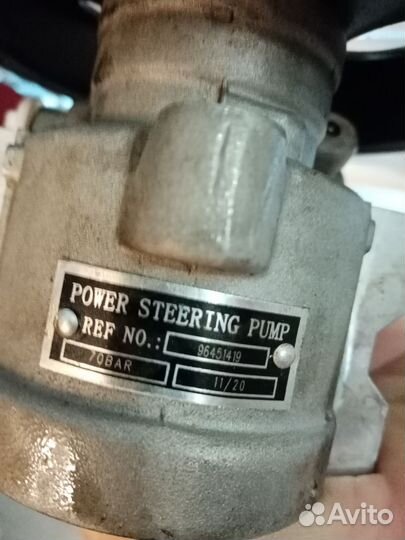 POWER STEERING PUMP
REF NO.: 96451419
70BAR 11/20
Avito